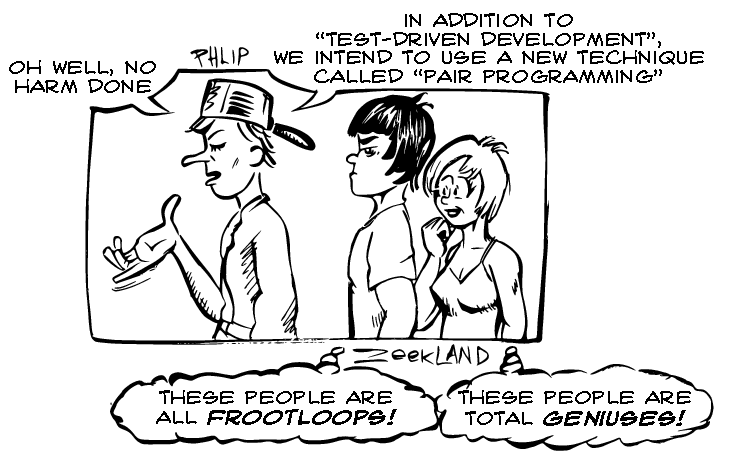 PHLIP
OH WELL, NO
HARM DONE
IN ADDITION TO
“TEST-DRIVEN DEVELOPMENT”,
WE INTEND TO USE A NEW TECHNIQUE
CALLED “PAIR PROGRAMMING”
ZeekLAND
THESE PEOPLE ARE
ALL FROOTLOOPS!
THESE PEOPLE ARE
TOTAL GENIUSES!